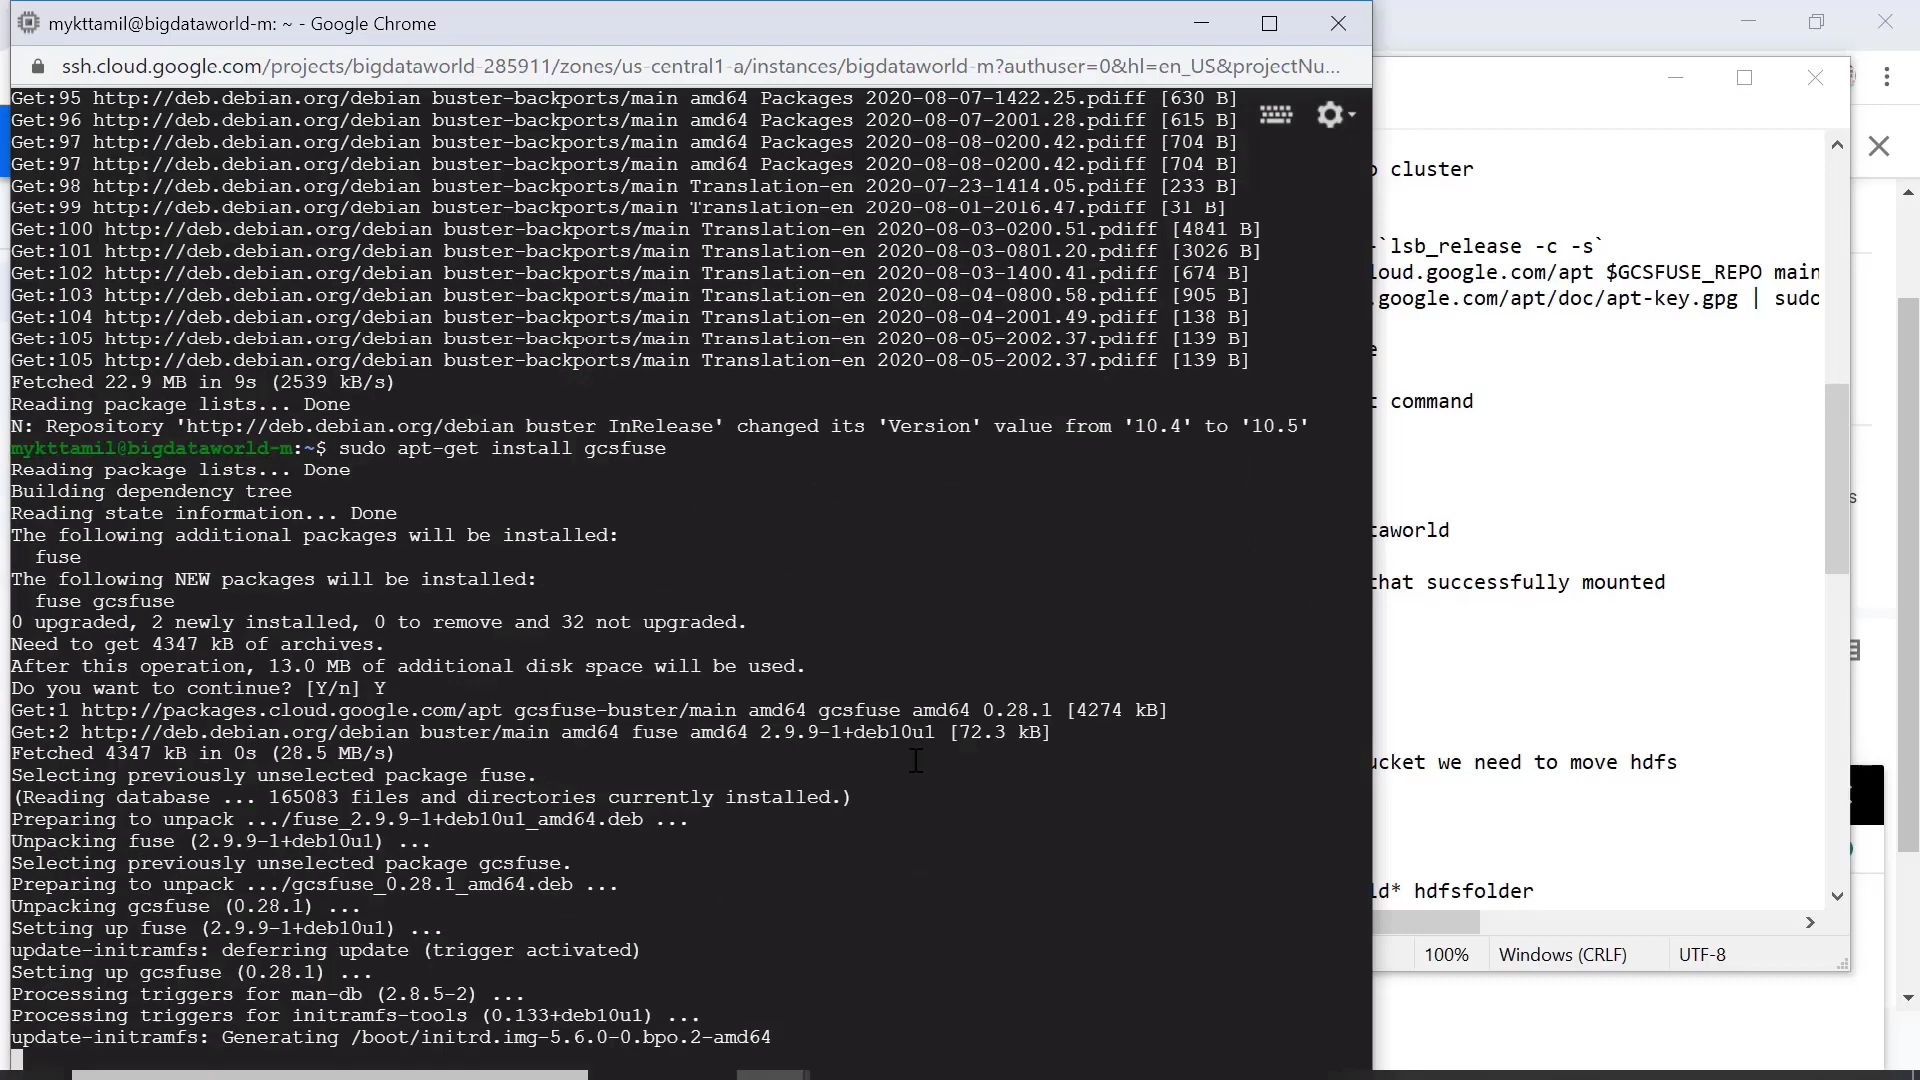 mykttamil@bigdataworld-m: ~ - Google Chrome
ssh.cloud.google.com/projects/bigdataworld-285911/zones/us-central1-a/instances/bigdataworld-m?authuser=0&hl=en_US&projectNu...
Get:95 http://deb.debian.org/debian buster-backports/main amd64 Packages 2020-08-07-1422.25.pdiff [630 B]
Get:96 http://deb.debian.org/debian buster-backports/main amd64 Packages 2020-08-07-2001.28.pdiff [615 B]
Get:97 http://deb.debian.org/debian buster-backports/main amd64 Packages 2020-08-08-0200.42.pdiff [704 B]
Get:97 http://deb.debian.org/debian buster-backports/main amd64 Packages 2020-08-08-0200.42.pdiff [704 B]
Get:98 http://deb.debian.org/debian buster-backports/main Translation-en 2020-07-23-1414.05.pdiff [233 B]
Get:99 http://deb.debian.org/debian buster-backports/main Translation-en 2020-08-01-2016.47.pdiff [31 B]
Get:100 http://deb.debian.org/debian buster-backports/main Translation-en 2020-08-03-0200.51.pdiff [4841 B]
Get:101 http://deb.debian.org/debian buster-backports/main Translation-en 2020-08-03-0801.20.pdiff [3026 B]
Get:102 http://deb.debian.org/debian buster-backports/main Translation-en 2020-08-03-1400.41.pdiff [674 B]
Get:103 http://deb.debian.org/debian buster-backports/main Translation-en 2020-08-04-0800.58.pdiff [905 B]
Get:104 http://deb.debian.org/debian buster-backports/main Translation-en 2020-08-04-2001.49.pdiff [138 B]
Get:105 http://deb.debian.org/debian buster-backports/main Translation-en 2020-08-05-2002.37.pdiff [139 B]
Get:105 http://deb.debian.org/debian buster-backports/main Translation-en 2020-08-05-2002.37.pdiff [139 B]
Fetched 22.9 MB in 9s (2539 kB/s)
Reading package lists... Done
N: Repository 'http://deb.debian.org/debian buster InRelease' changed its 'Version' value from '10.4' to '10.5'
mykttamil@bigdataworld-m:~$ sudo apt-get install gcsfuse
Reading package lists... Done
Building dependency tree
Reading state information... Done
The following additional packages will be installed:
fuse
The following NEW packages will be installed:
fuse gcsfuse
0 upgraded, 2 newly installed, 0 to remove and 32 not upgraded.
Need to get 4347 kB of archives.
After this operation, 13.0 MB of additional disk space will be used.
Do you want to continue? [Y/n] Y
Get:1 http://packages.cloud.google.com/apt gcsfuse-buster/main amd64 gcsfuse amd64 0.28.1 [4274 kB]
Get:2 http://deb.debian.org/debian buster/main amd64 fuse amd64 2.9.9-1+deb10u1 [72.3 kB]
Fetched 4347 kB in 0s (28.5 MB/s)
Selecting previously unselected package fuse.
(Reading database ... 165083 files and directories currently installed.)
Preparing to unpack .../fuse_2.9.9-1+deb10u1_amd64.deb ...
Unpacking fuse (2.9.9-1+deb10u1) ...
Selecting previously unselected package gcsfuse.
Preparing to unpack .../gcsfuse_0.28.1_amd64.deb ...
Unpacking gcsfuse (0.28.1) ...
Setting up fuse (2.9.9-1+deb10u1) ...
update-initramfs: deferring update (trigger activated)
Setting up gcsfuse (0.28.1) ...
Processing triggers for man-db (2.8.5-2) ...
Processing triggers for initramfs-tools (0.133+deb10u1) ...
update-initramfs: Generating /boot/initrd.img-5.6.0-0.bpo.2-amd64
cluster
`lsb_release -c -s`
loud.google.com/apt $GCSFUSE_REPO main
.google.com/apt/doc/apt-key.gpg | sudo
e
t command
taworld
that successfully mounted
ucket we need to move hdfs
ld* hdfsfolder
100%
Windows (CRLF)
UTF-8
s